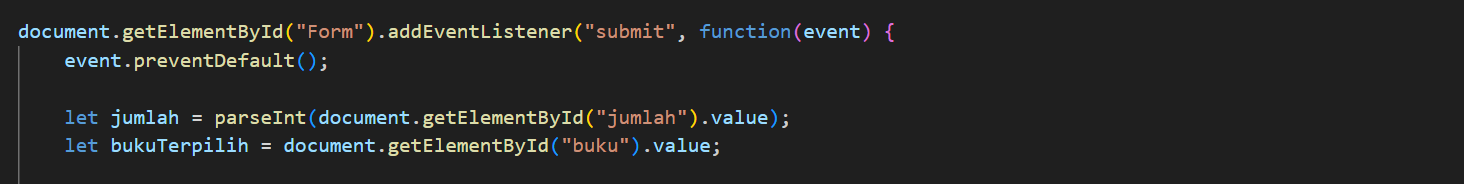 document.getElementById("Form").addEventListener("submit", function(event) {
event.preventDefault();
let jumlah = parseInt(document.getElementById("jumlah").value);
let bukuTerpilih = document.getElementById("buku").value;